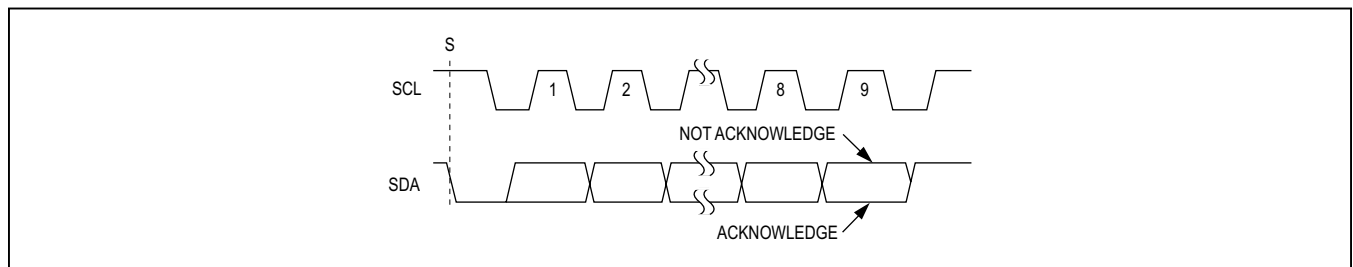 S
SCL 1 2 8 9
NOT ACKNOWLEDGE
SDA
ACKNOWLEDGE